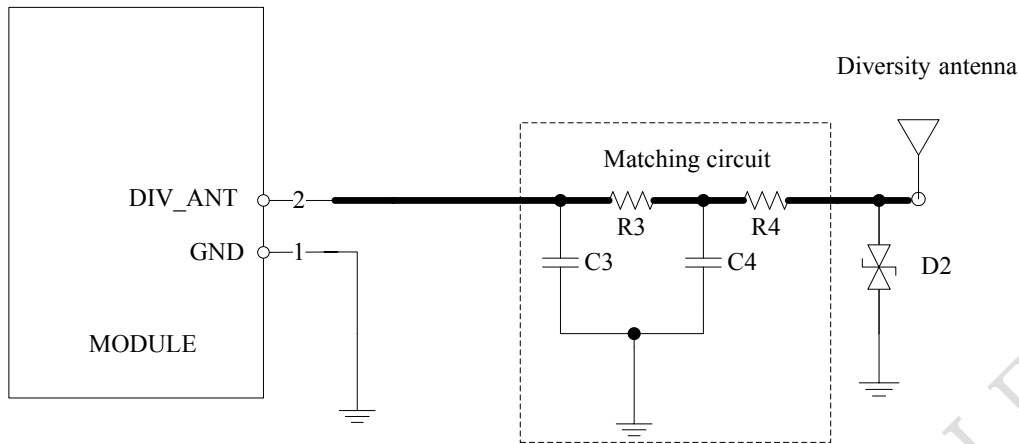 Diversity antenna
Matching circuit
DIV_ANT
2
R3
R4
GND
1
C3
C4
D2
MODULE